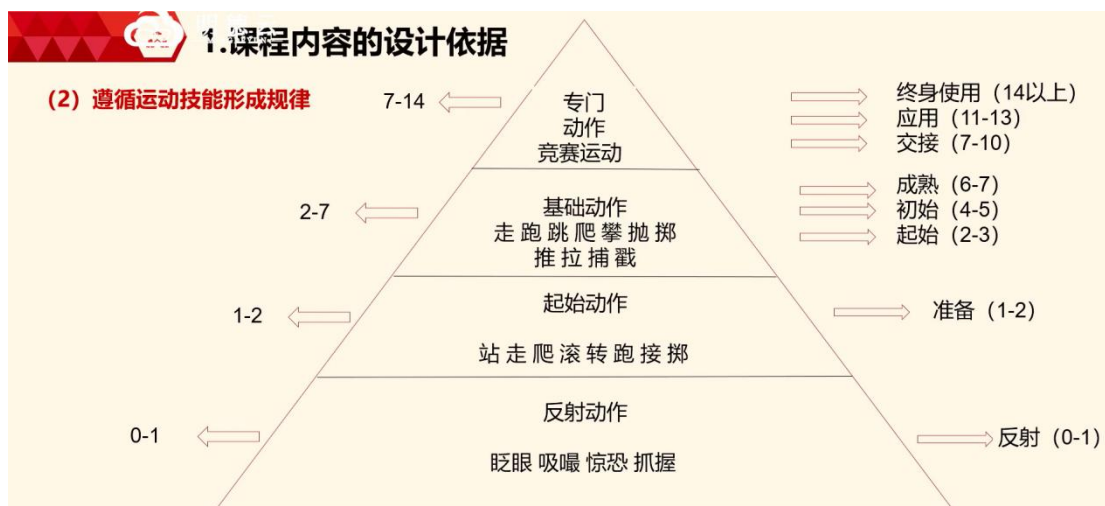 1.课程内容的设计依据
（2）遵循运动技能形成规律
7-14
专门
动作
竞赛运动
终身使用（14以上）
应用（11-13）
交接（7-10）
2-7
基础动作
走 跑 跳 爬 攀 抛 掷
推 拉 捕 戳
成熟（6-7）
初始（4-5）
起始（2-3）
1-2
起始动作
站 走 爬 滚 转 跑 接 掷
准备（1-2）
0-1
反射动作
眨眼 吸嘬 惊恐 抓握
反射（0-1）